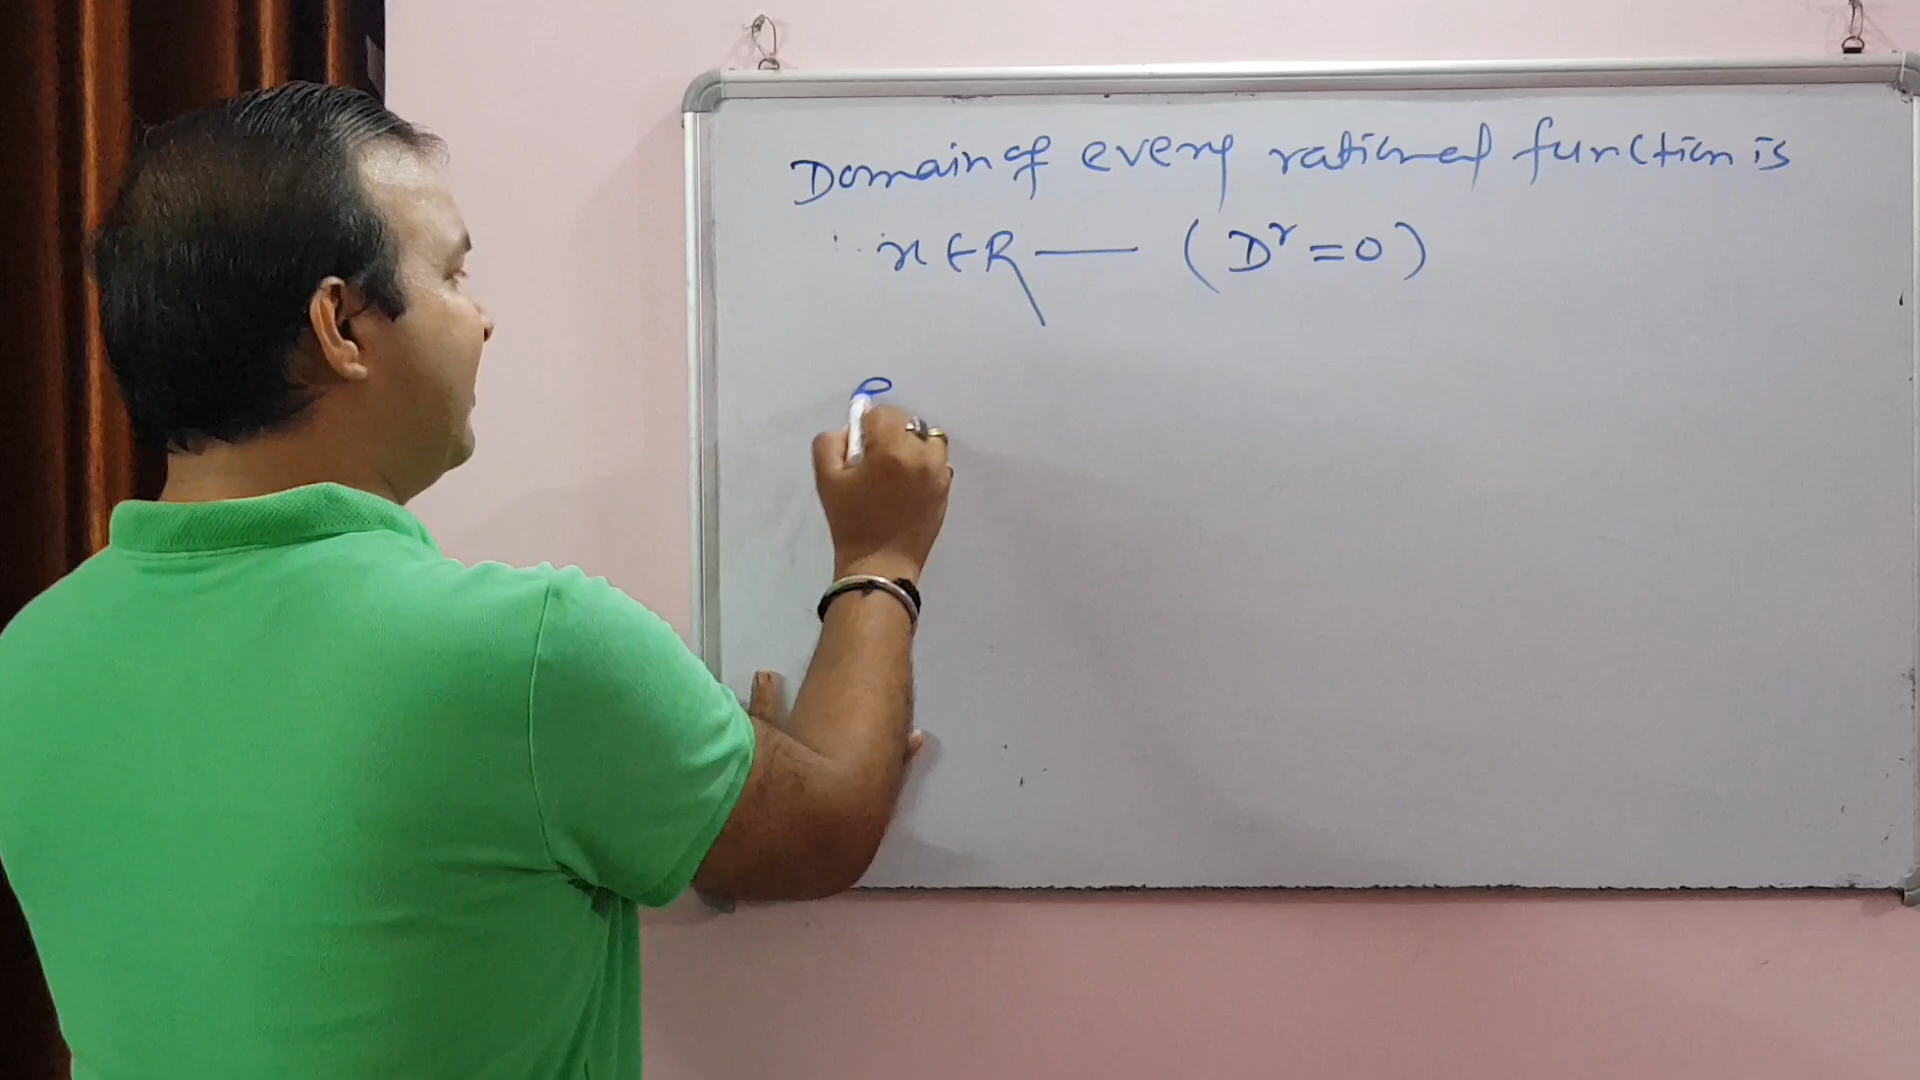 Domain of every rational function is
x ∈ R — (Dʳ = 0)
e